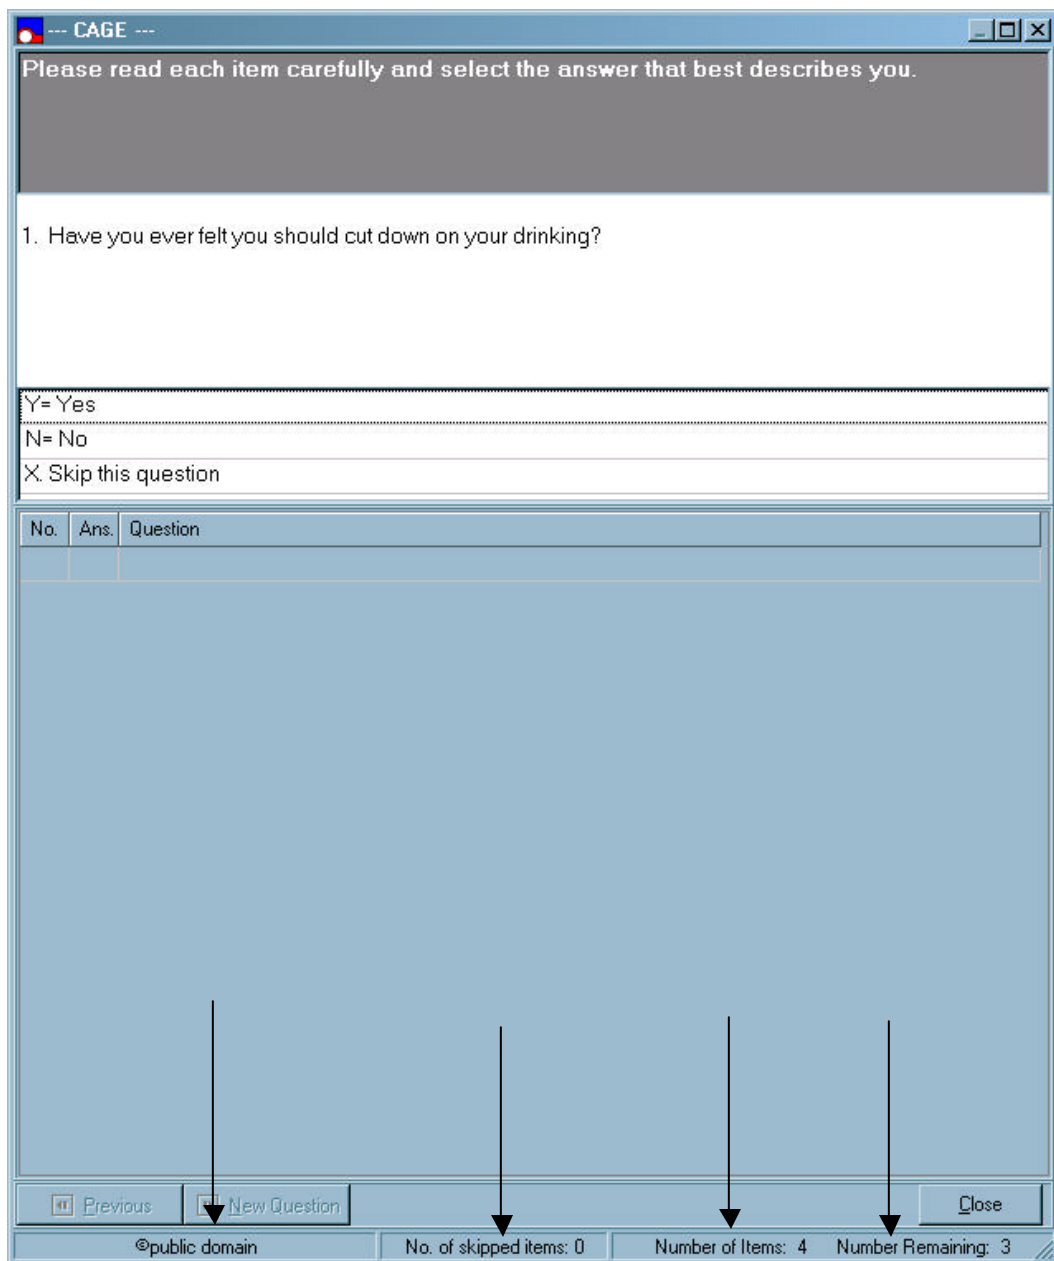 --- CAGE ---
Please read each item carefully and select the answer that best describes you.
1. Have you ever felt you should cut down on your drinking?
Y= Yes
N= No
X. Skip this question
No. Ans. Question
Previous New Question Close
©public domain No. of skipped items: 0 Number of Items: 4 Number Remaining: 3